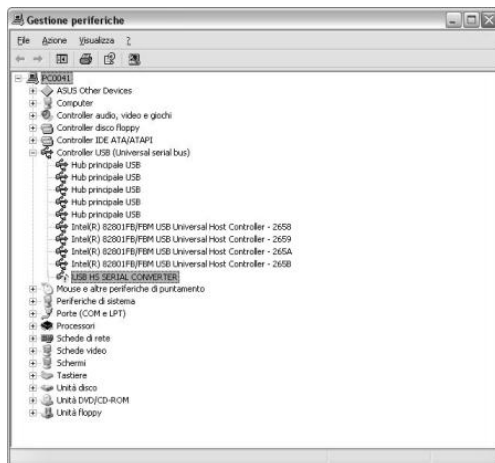 Gestione periferiche
File Azione Visualizza ?
PC0041
ASUS Other Devices
Computer
Controller audio, video e giochi
Controller disco floppy
Controller IDE ATA/ATAPI
Controller USB (Universal serial bus)
Hub principale USB
Hub principale USB
Hub principale USB
Hub principale USB
Hub principale USB
Intel(R) 82801FB/FBM USB Universal Host Controller - 2658
Intel(R) 82801FB/FBM USB Universal Host Controller - 2659
Intel(R) 82801FB/FBM USB Universal Host Controller - 265A
Intel(R) 82801FB/FBM USB Universal Host Controller - 265B
USB HS SERIAL CONVERTER
Mouse e altre periferiche di puntamento
Periferiche di sistema
Porte (COM e LPT)
Processori
Schede di rete
Schede video
Schermi
Tastiere
Unità disco
Unità DVD/CD-ROM
Unità floppy